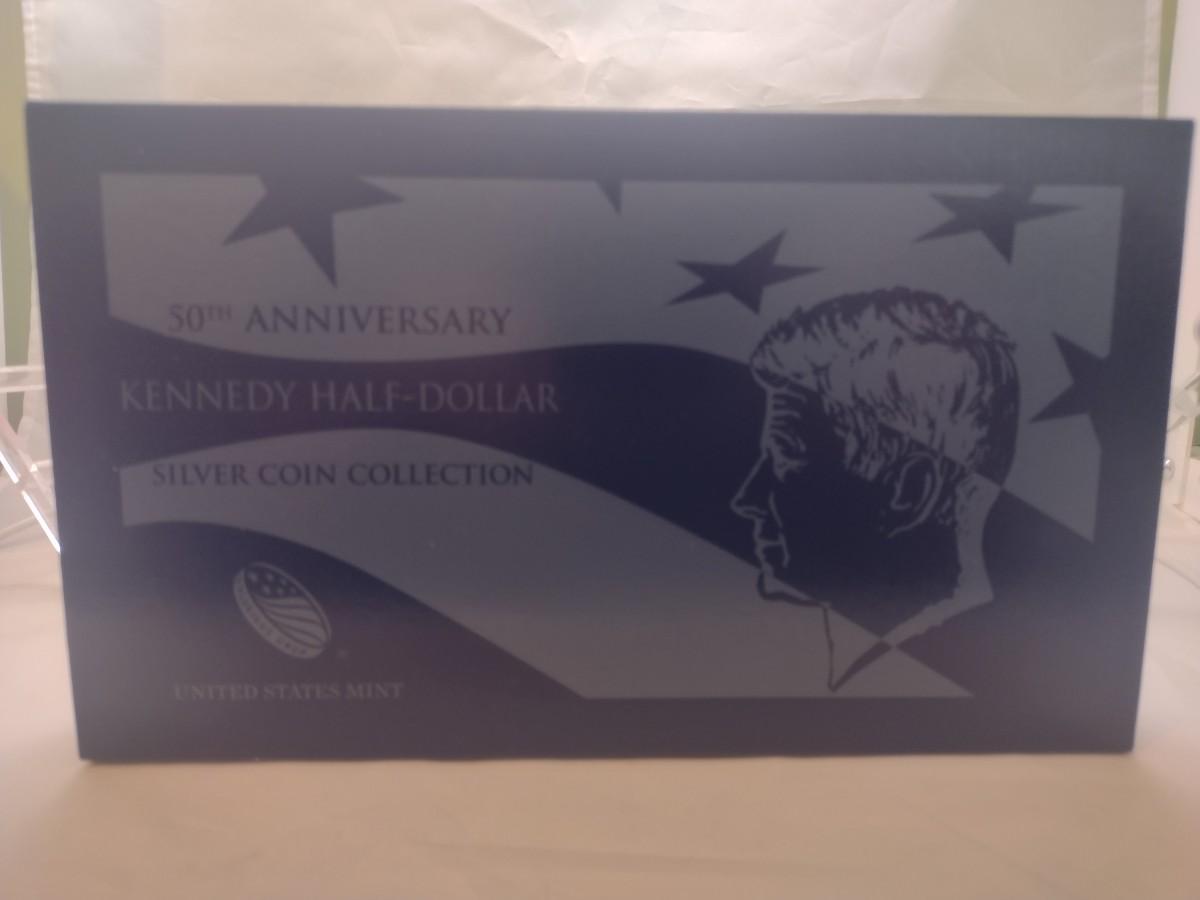 50TH ANNIVERSARY
KENNEDY HALF-DOLLAR
SILVER COIN COLLECTION
UNITED STATES MINT